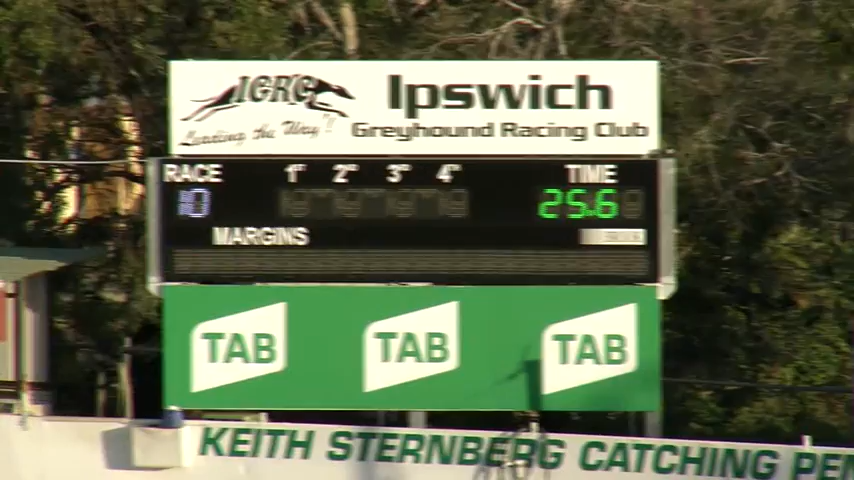 IGRC
Leading the Way!!
Ipswich
Greyhound Racing Club
RACE 1st 2nd 3rd 4th TIME
10 25.6
MARGINS
TAB TAB TAB
KEITH STERNBERG CATCHING PEN